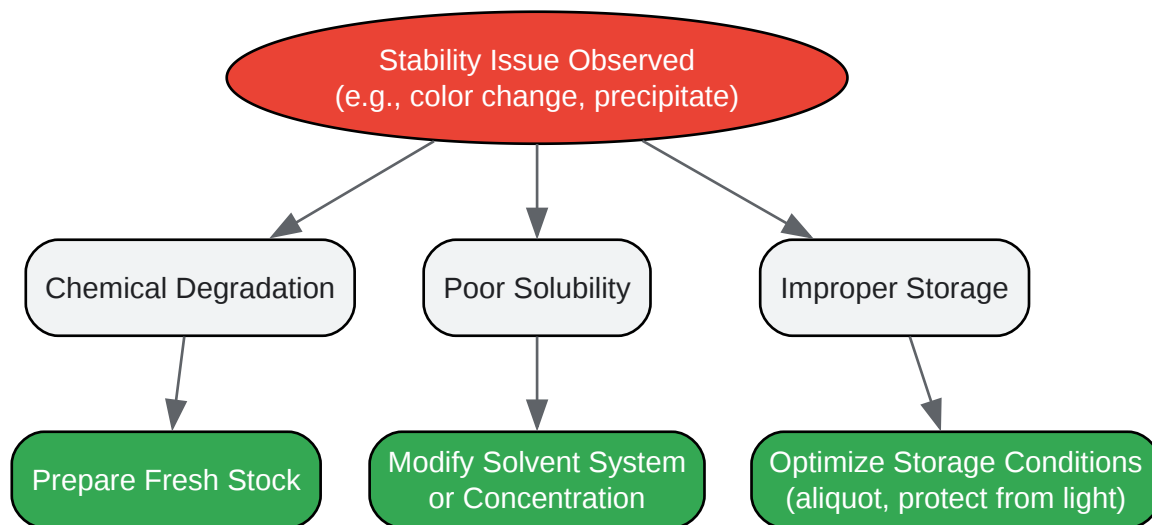 Stability Issue Observed
(e.g., color change, precipitate)
Chemical Degradation
Poor Solubility
Improper Storage
Prepare Fresh Stock
Modify Solvent System
or Concentration
Optimize Storage Conditions
(aliquot, protect from light)